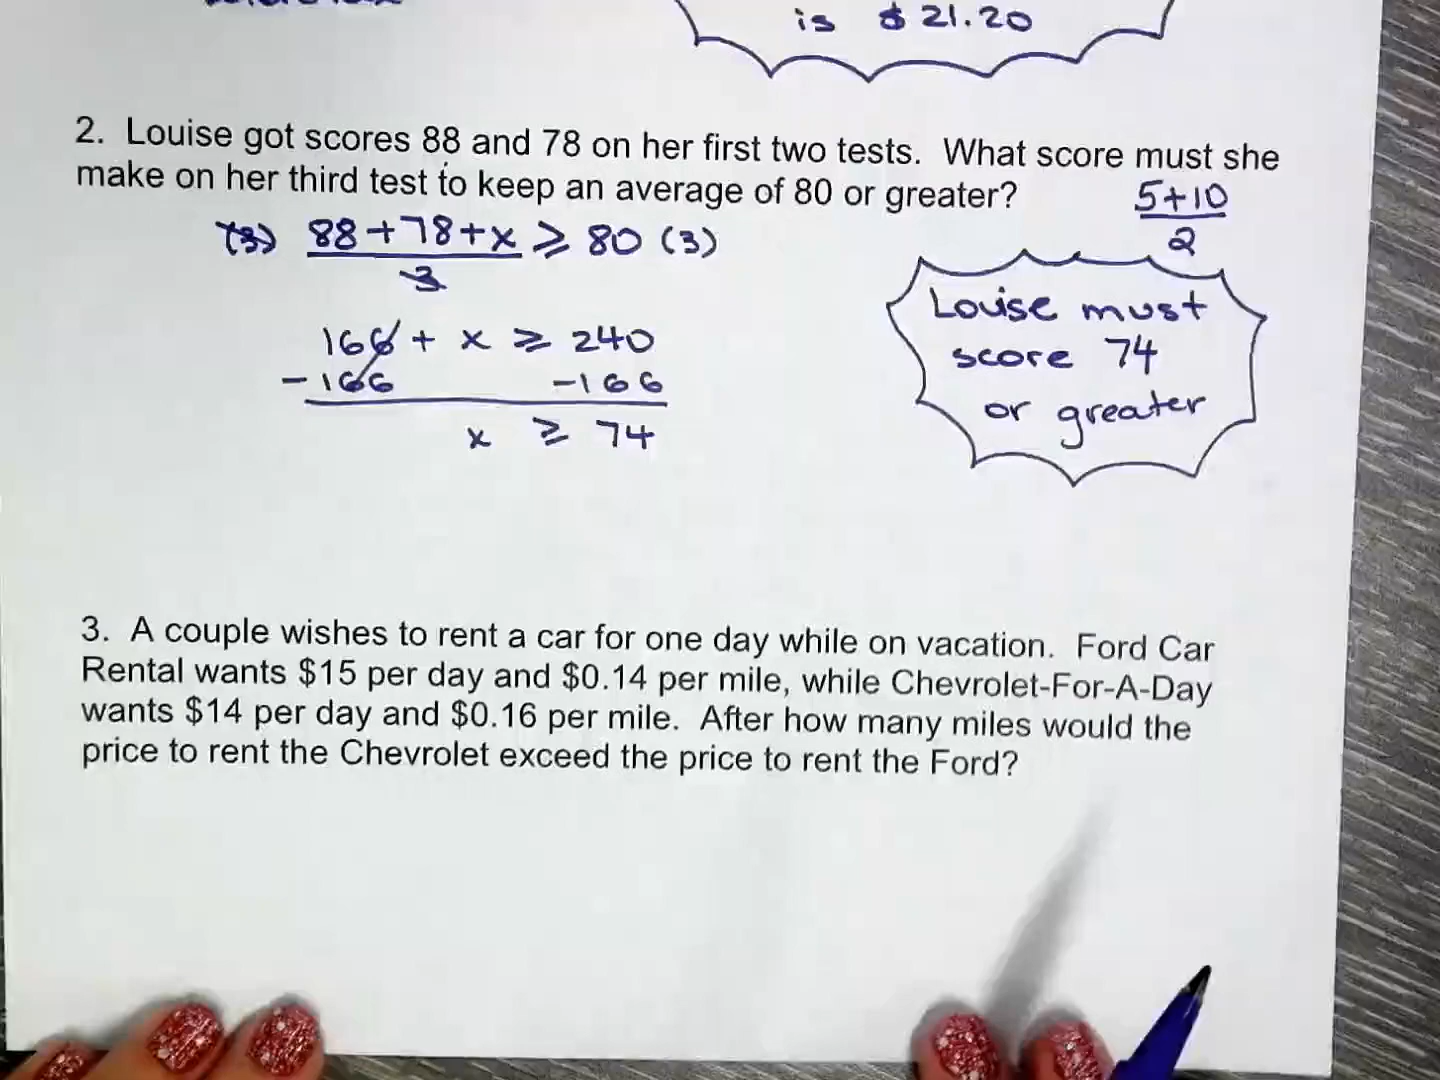 is $21.20
2. Louise got scores 88 and 78 on her first two tests. What score must she
make on her third test to keep an average of 80 or greater?
5+10
2
(3) 88+78+x ≥ 80 (3)
3
166 + x ≥ 240
-166 -166
x ≥ 74
Louise must
score 74
or greater
3. A couple wishes to rent a car for one day while on vacation. Ford Car
Rental wants $15 per day and $0.14 per mile, while Chevrolet-For-A-Day
wants $14 per day and $0.16 per mile. After how many miles would the
price to rent the Chevrolet exceed the price to rent the Ford?